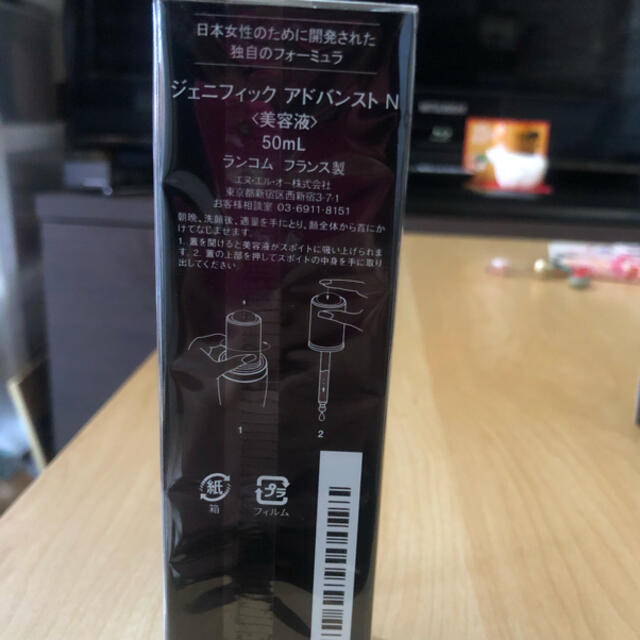 日本女性のために開発された
独自のフォーミュラ
ジェニフィック アドバンスト N
〈美容液〉
50mL
ランコム フランス製
エヌ・エル・オー株式会社
東京都新宿区西新宿3-7-1
お客様相談室 03-6911-8151
朝晩、洗顔後、適量を手にとり、顔全体から首にか
けてなじませます。
1. 蓋を開けると美容液がスポイトに吸い上げられま
す。2. 蓋の上部を押してスポイトの中身を手に取り
出してください
1
2
紙
箱
プラ
フィルム